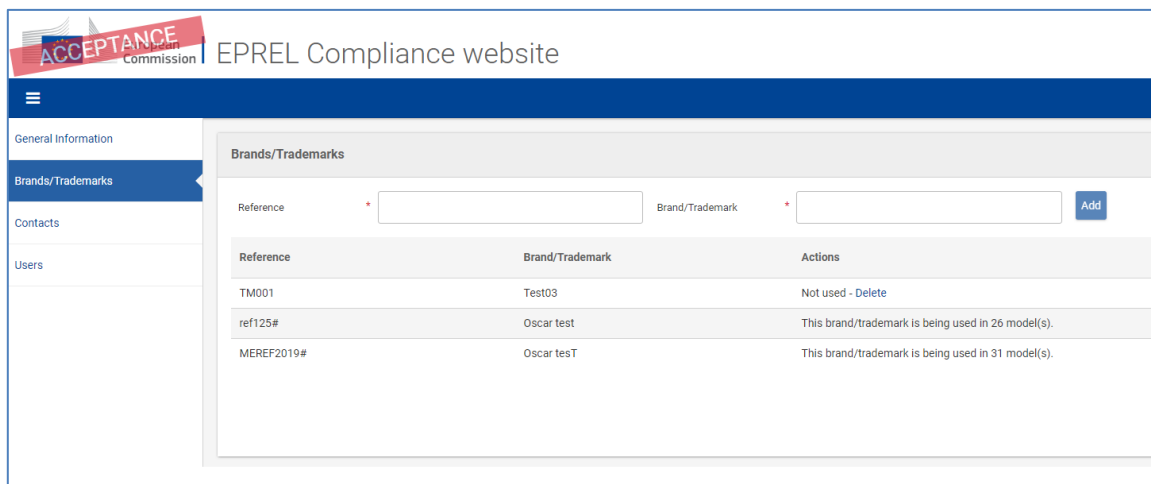 ACCEPTANCE
European
Commission
EPREL Compliance website
General Information
Brands/Trademarks
Contacts
Users
Brands/Trademarks
Reference * Brand/Trademark * Add
Reference Brand/Trademark Actions
TM001 Test03 Not used - Delete
ref125# Oscar test This brand/trademark is being used in 26 model(s).
MEREF2019# Oscar tesT This brand/trademark is being used in 31 model(s).